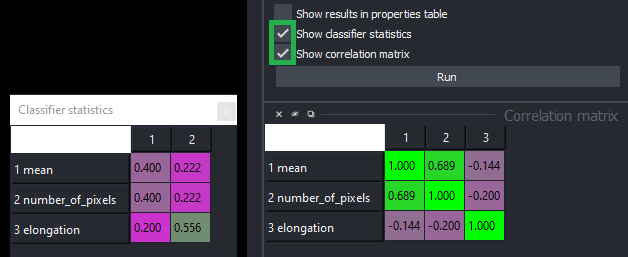 Show results in properties table
Show classifier statistics
Show correlation matrix
Run
Classifier statistics
1 2
1 mean 0.400 0.222
2 number_of_pixels 0.400 0.222
3 elongation 0.200 0.556
Correlation matrix
1 2 3
1 mean 1.000 0.689 -0.144
2 number_of_pixels 0.689 1.000 -0.200
3 elongation -0.144 -0.200 1.000